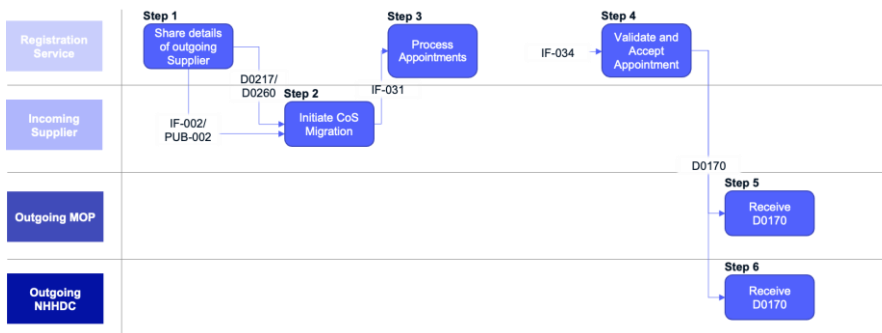 Step 1
Step 3
Step 4
Registration
Service
Share details
of outgoing
Supplier
Process
Appointments
IF-034
Validate and
Accept
Appointment
D0217/
D0260
Step 2
IF-031
Incoming
Supplier
IF-002/
PUB-002
Initiate CoS
Migration
D0170
Step 5
Outgoing MOP
Receive
D0170
Step 6
Outgoing
NHHDC
Receive
D0170